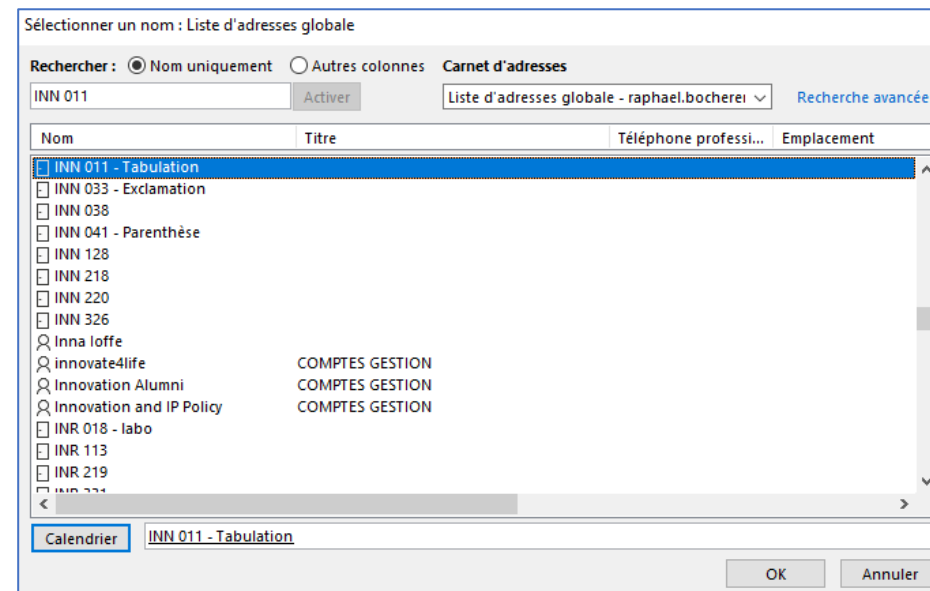 Sélectionner un nom : Liste d'adresses globale
Rechercher : Nom uniquement Autres colonnes Carnet d'adresses
INN 011 Activer Liste d'adresses globale - raphael.bocherei Recherche avancée
Nom Titre Téléphone professi... Emplacement
INN 011 - Tabulation
INN 033 - Exclamation
INN 038
INN 041 - Parenthèse
INN 128
INN 218
INN 220
INN 326
Inna Ioffe
innovate4life COMPTES GESTION
Innovation Alumni COMPTES GESTION
Innovation and IP Policy COMPTES GESTION
INR 018 - labo
INR 113
INR 219
Calendrier INN 011 - Tabulation
OK Annuler